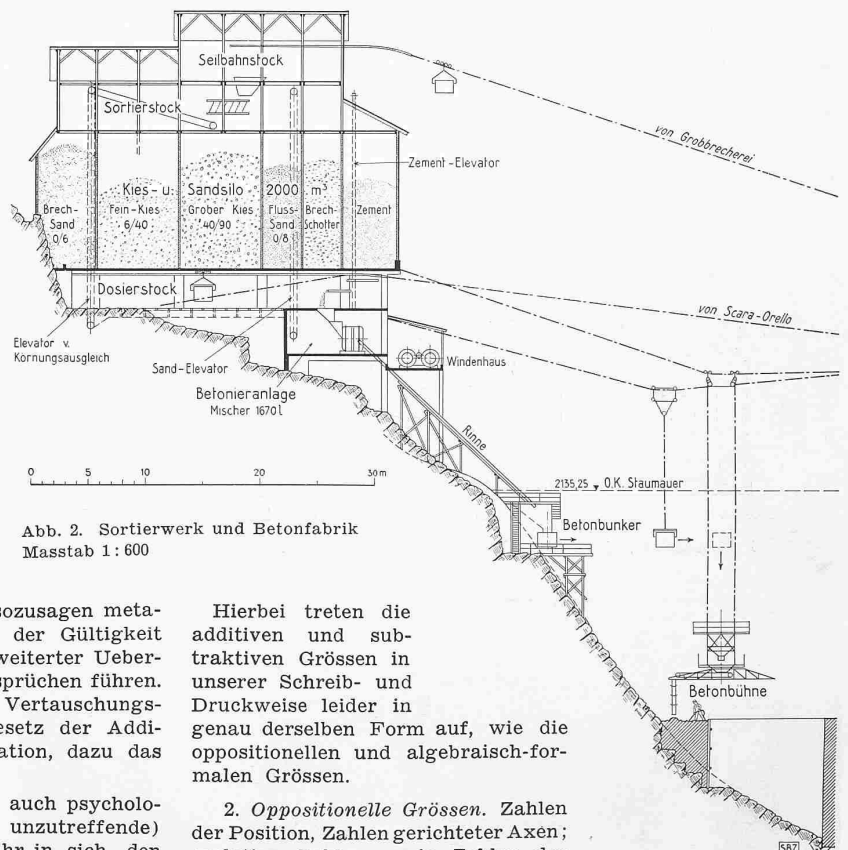 Seilbahnstock
Sortierstock
von Grobbrecherei
Zement-Elevator
Kies- u. Sandsilo 2000 m³
Brech-
Sand
0/6
Fein-Kies
6/40
Grober Kies
40/90
Fluss-
Sand
0/8
Brech-
Schotter
Zement
Dosierstock
von Scara-Orello
Elevator v.
Körnungsausgleich
Sand-Elevator
Windenhaus
Betonieranlage
Mischer 1670 l
Rinne
0 5 10 20 30 m
2135,25 O.K. Staumauer
Betonbunker
Betonbühne
SBZ
Abb. 2. Sortierwerk und Betonfabrik
Masstab 1 : 600
sozusagen meta-
der Gültigkeit
weiterter Ueber-
sprüchen führen.
Vertauschungs-
esetz der Addi-
ation, dazu das
auch psycholo-
unzutreffende)
hr in sich, den
Hierbei treten die
additiven und sub-
traktiven Grössen in
unserer Schreib- und
Druckweise leider in
genau derselben Form auf, wie die
oppositionellen und algebraisch-for-
malen Grössen.
2. Oppositionelle Grössen. Zahlen
der Position, Zahlen gerichteter Axen;